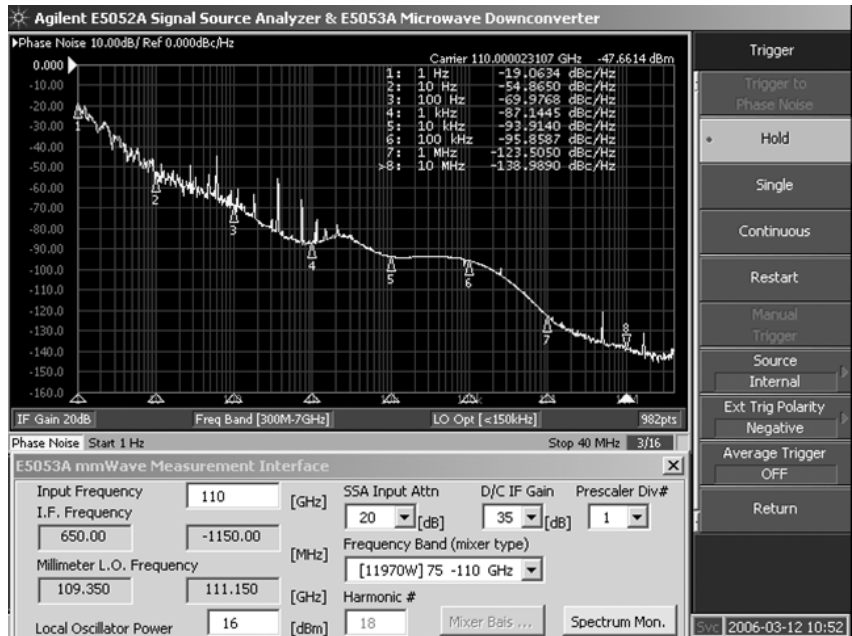 Agilent E5052A Signal Source Analyzer & E5053A Microwave Downconverter
▶Phase Noise 10.00dB/ Ref 0.000dBc/Hz
Carrier 110.000023107 GHz -47.6614 dBm
1: 1 Hz -19.0634 dBc/Hz
2: 10 Hz -54.8650 dBc/Hz
3: 100 Hz -69.9768 dBc/Hz
4: 1 kHz -87.1445 dBc/Hz
5: 10 kHz -93.9140 dBc/Hz
6: 100 kHz -95.8587 dBc/Hz
7: 1 MHz -123.5050 dBc/Hz
>8: 10 MHz -138.9890 dBc/Hz
0.000
-10.00
-20.00
-30.00
-40.00
-50.00
-60.00
-70.00
-80.00
-90.00
-100.0
-110.0
-120.0
-130.0
-140.0
-150.0
-160.0
1
2
3
4
5
6
7
8
IF Gain 20dB
Freq Band [300M-7GHz]
LO Opt [<150kHz]
982pts
Phase Noise Start 1 Hz
Stop 40 MHz 3/16
E5053A mmWave Measurement Interface
Input Frequency 110 [GHz]
I.F. Frequency
650.00 -1150.00 [MHz]
Millimeter L.O. Frequency
109.350 111.150 [GHz]
Local Oscillator Power 16 [dBm]
SSA Input Attn D/C IF Gain Prescaler Div#
20 [dB] 35 [dB] 1
Frequency Band (mixer type)
[11970W] 75 -110 GHz
Harmonic #
18 Mixer Bais ... Spectrum Mon.
Trigger
Trigger to
Phase Noise
Hold
Single
Continuous
Restart
Manual
Trigger
Source
Internal
Ext Trig Polarity
Negative
Average Trigger
OFF
Return
Svc 2006-03-12 10:52